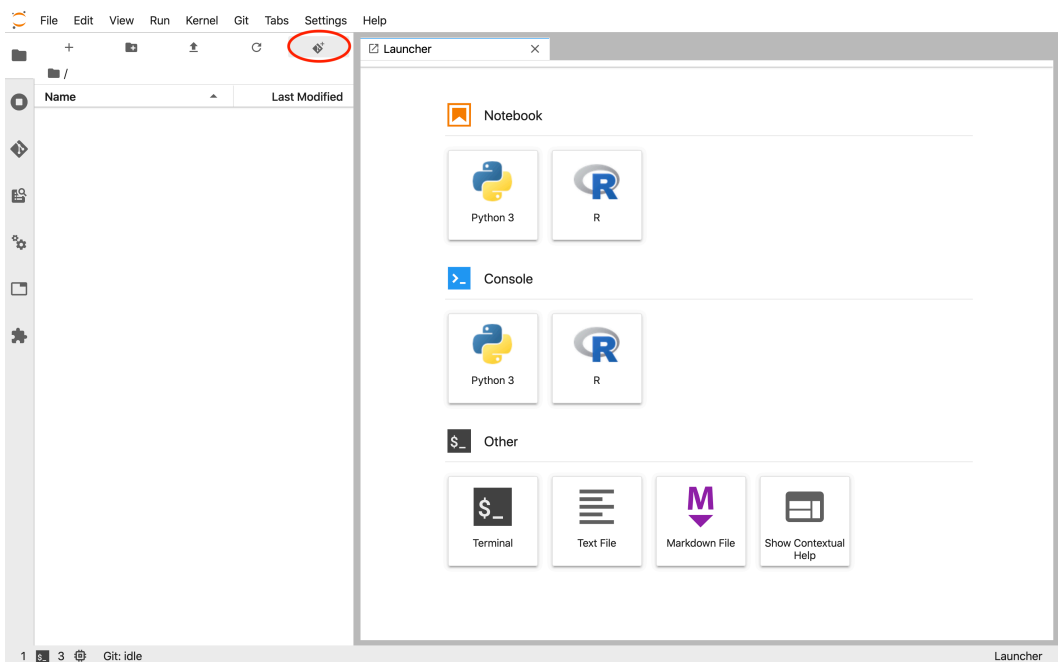 File Edit View Run Kernel Git Tabs Settings Help
Launcher
/
Name Last Modified
Notebook
Python 3 R
Console
Python 3 R
$_ Other
$_
M
Terminal Text File Markdown File Show Contextual
Help
1 $_ 3 Git: idle Launcher